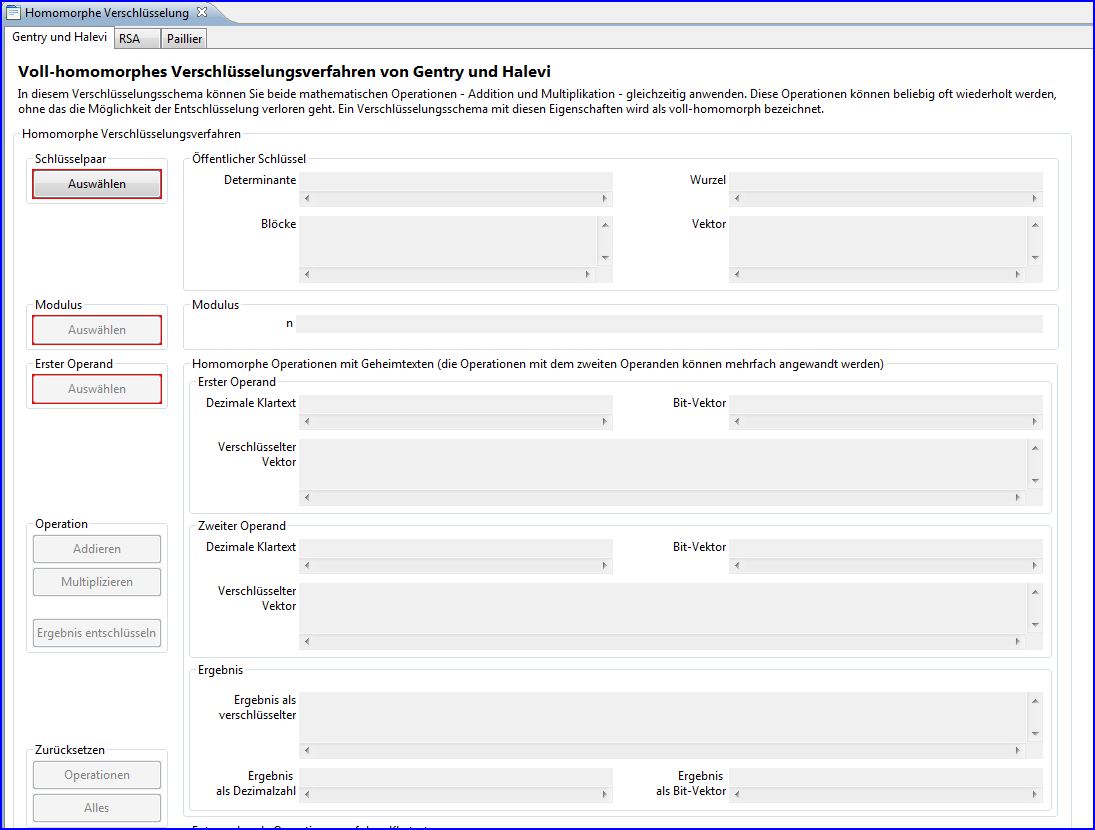 Homomorphe Verschlüsselung
Gentry und Halevi RSA Paillier
Voll-homomorphes Verschlüsselungsverfahren von Gentry und Halevi
In diesem Verschlüsselungsschema können Sie beide mathematischen Operationen - Addition und Multiplikation - gleichzeitig anwenden. Diese Operationen können beliebig oft wiederholt werden,
ohne das die Möglichkeit der Entschlüsselung verloren geht. Ein Verschlüsselungsschema mit diesen Eigenschaften wird als voll-homomorph bezeichnet.
Homomorphe Verschlüsselungsverfahren
Schlüsselpaar
Auswählen
Öffentlicher Schlüssel
Determinante
Wurzel
Blöcke
Vektor
Modulus
Auswählen
Modulus
n
Erster Operand
Auswählen
Homomorphe Operationen mit Geheimtexten (die Operationen mit dem zweiten Operanden können mehrfach angewandt werden)
Erster Operand
Dezimale Klartext
Bit-Vektor
Verschlüsselter
Vektor
Operation
Addieren
Multiplizieren
Ergebnis entschlüsseln
Zweiter Operand
Dezimale Klartext
Bit-Vektor
Verschlüsselter
Vektor
Ergebnis
Ergebnis als
verschlüsselter
Ergebnis
als Dezimalzahl
Ergebnis
als Bit-Vektor
Zurücksetzen
Operationen
Alles